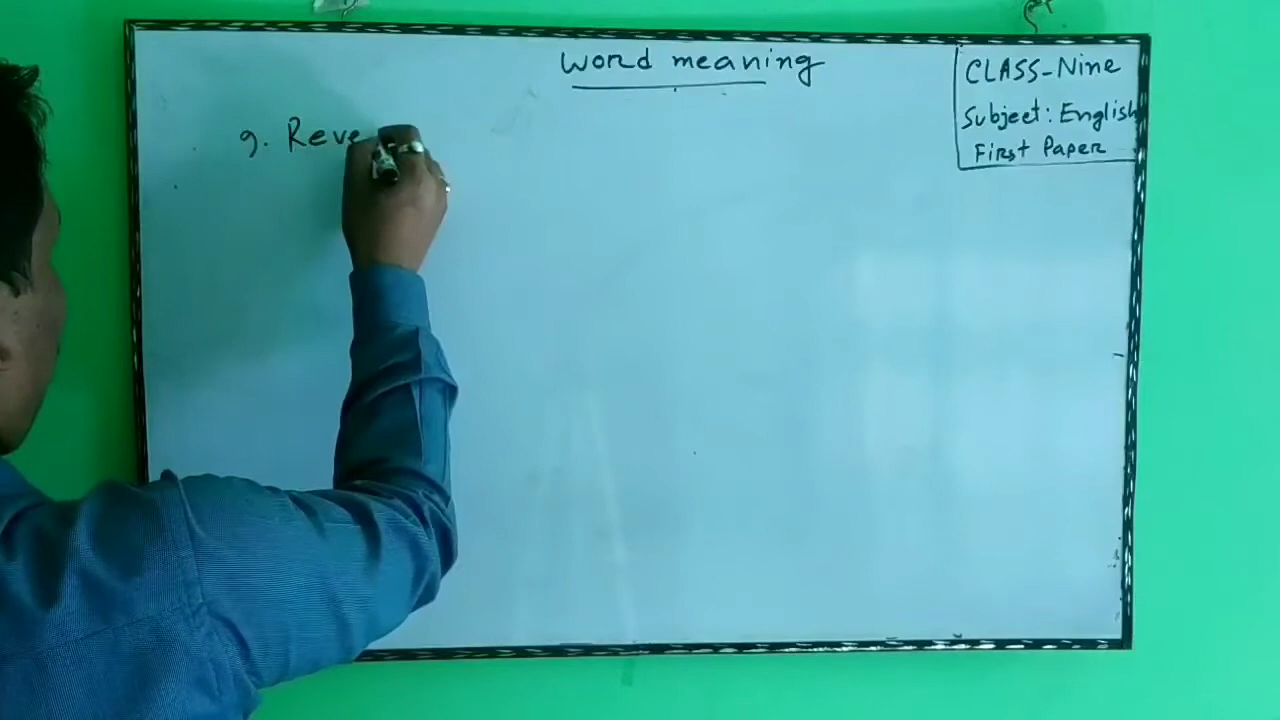 Word meaning
CLASS-Nine
Subject: English
First Paper
9. Reve